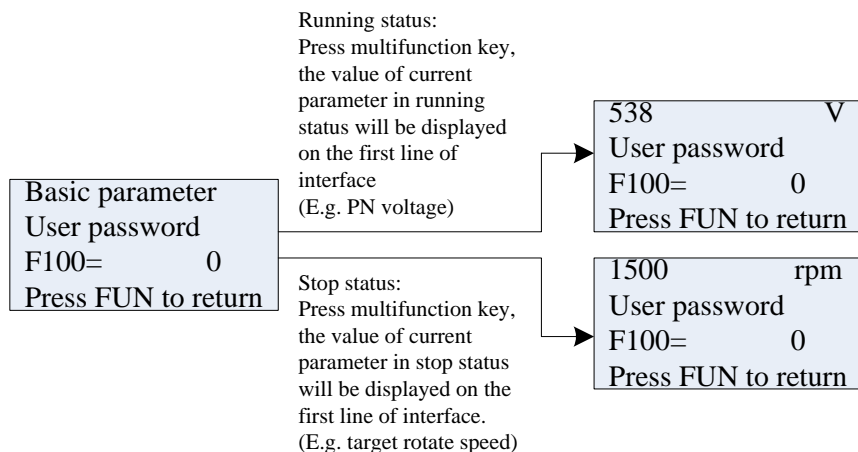 Running status:
Press multifunction key,
the value of current
parameter in running
status will be displayed
on the first line of
interface
(E.g. PN voltage)
Basic parameter
User password
F100= 0
Press FUN to return
538 V
User password
F100= 0
Press FUN to return
Stop status:
Press multifunction key,
the value of current
parameter in stop status
will be displayed on the
first line of interface.
(E.g. target rotate speed)
1500 rpm
User password
F100= 0
Press FUN to return